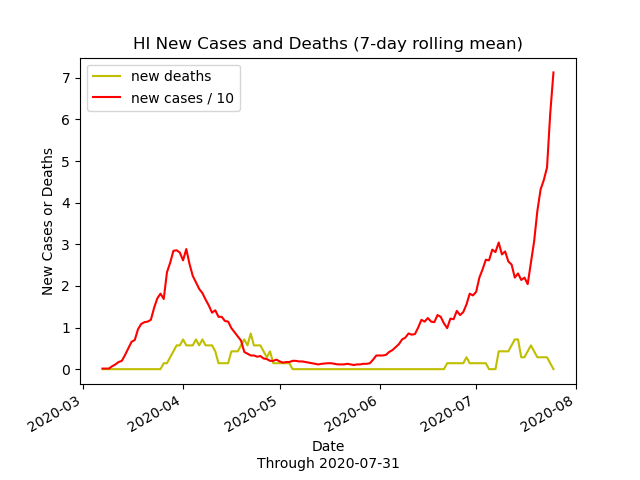 HI New Cases and Deaths (7-day rolling mean)
new deaths
new cases / 10
New Cases or Deaths
7
6
5
4
3
2
1
0
2020-03
2020-04
2020-05
2020-06
2020-07
2020-08
Date
Through 2020-07-31